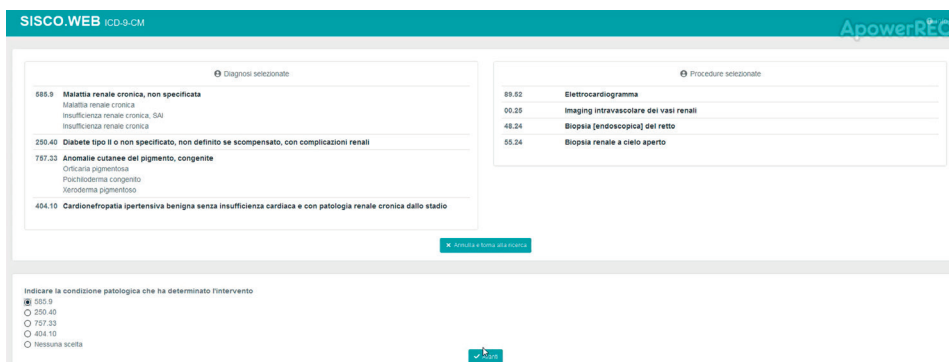 SISCO.WEB ICD-9-CM
ApowerREC
Diagnosi selezionate
585.9 Malattia renale cronica, non specificata
Malattia renale cronica
Insufficienza renale cronica, SAI
Insufficienza renale cronica
250.40 Diabete tipo II o non specificato, non definito se scompensato, con complicazioni renali
757.33 Anomalie cutanee del pigmento, congenite
Orticaria pigmentosa
Poichiloderma congenito
Xeroderma pigmentoso
404.10 Cardionefropatia ipertensiva benigna senza insufficienza cardiaca e con patologia renale cronica dallo stadio
Procedure selezionate
89.52 Elettrocardiogramma
00.25 Imaging intravascolare dei vasi renali
48.24 Biopsia [endoscopica] del retto
55.24 Biopsia renale a cielo aperto
Annulla e torna alla ricerca
Indicare la condizione patologica che ha determinato l'intervento
585.9
250.40
757.33
404.10
Nessuna scelta
Avanti